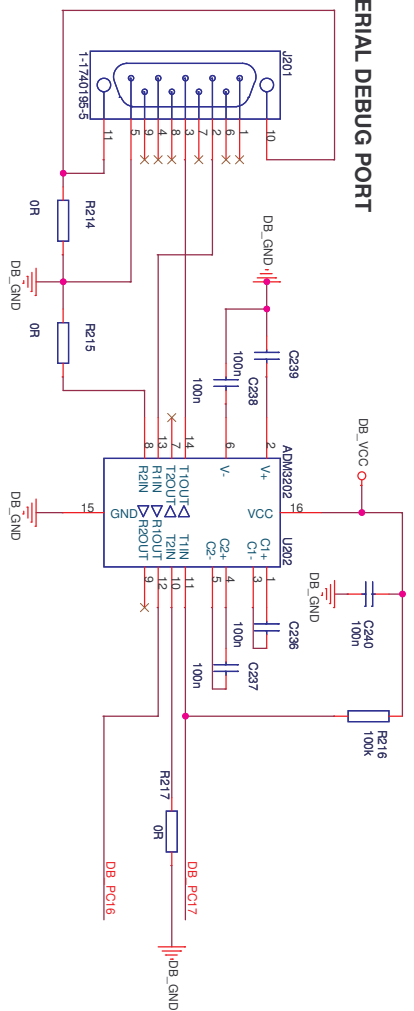 ERIAL DEBUG PORT
J201
1-1740195-5
10
1
6
2
7
3
8
4
9
5
11
R214
0R
DB_GND
R215
0R
DB_GND
C239
100n
C238
100n
ADM3202
U202
2
V+
6
V-
14
T1OUT
7
T2OUT
13
R1IN
8
R2IN
16
VCC
15
GND
C1+
1
C1-
3
C2+
4
C2-
5
T1IN
11
T2IN
10
R1OUT
12
R2OUT
9
DB_GND
DB_VCC
C240
100n
DB_GND
C236
100n
C237
100n
R216
100k
R217
0R
DB_GND
DB_PC17
DB_PC16